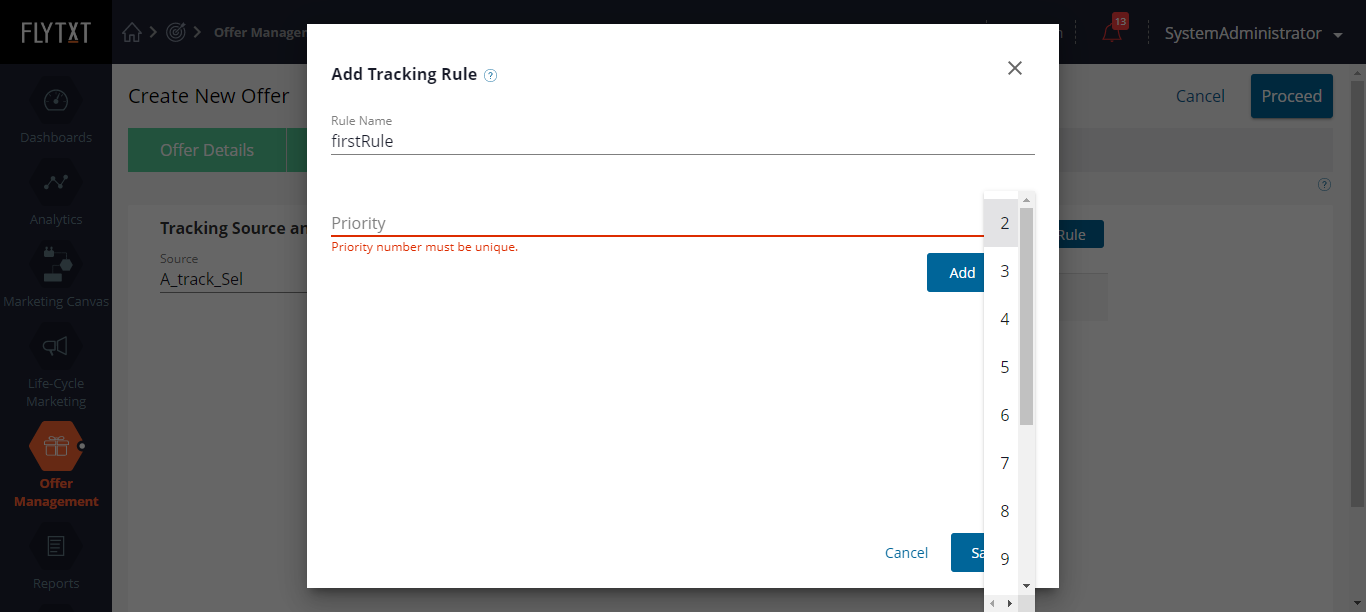 FLYTXT
Offer Manager
13
SystemAdministrator
Dashboards
Analytics
Marketing Canvas
Life-Cycle
Marketing
Offer
Management
Reports
Create New Offer
Cancel
Proceed
Offer Details
?
Tracking Source an
Rule
Source
A_track_Sel
Add Tracking Rule ?
Rule Name
firstRule
Priority
Priority number must be unique.
Add
2
3
4
5
6
7
8
9
Cancel
Sa